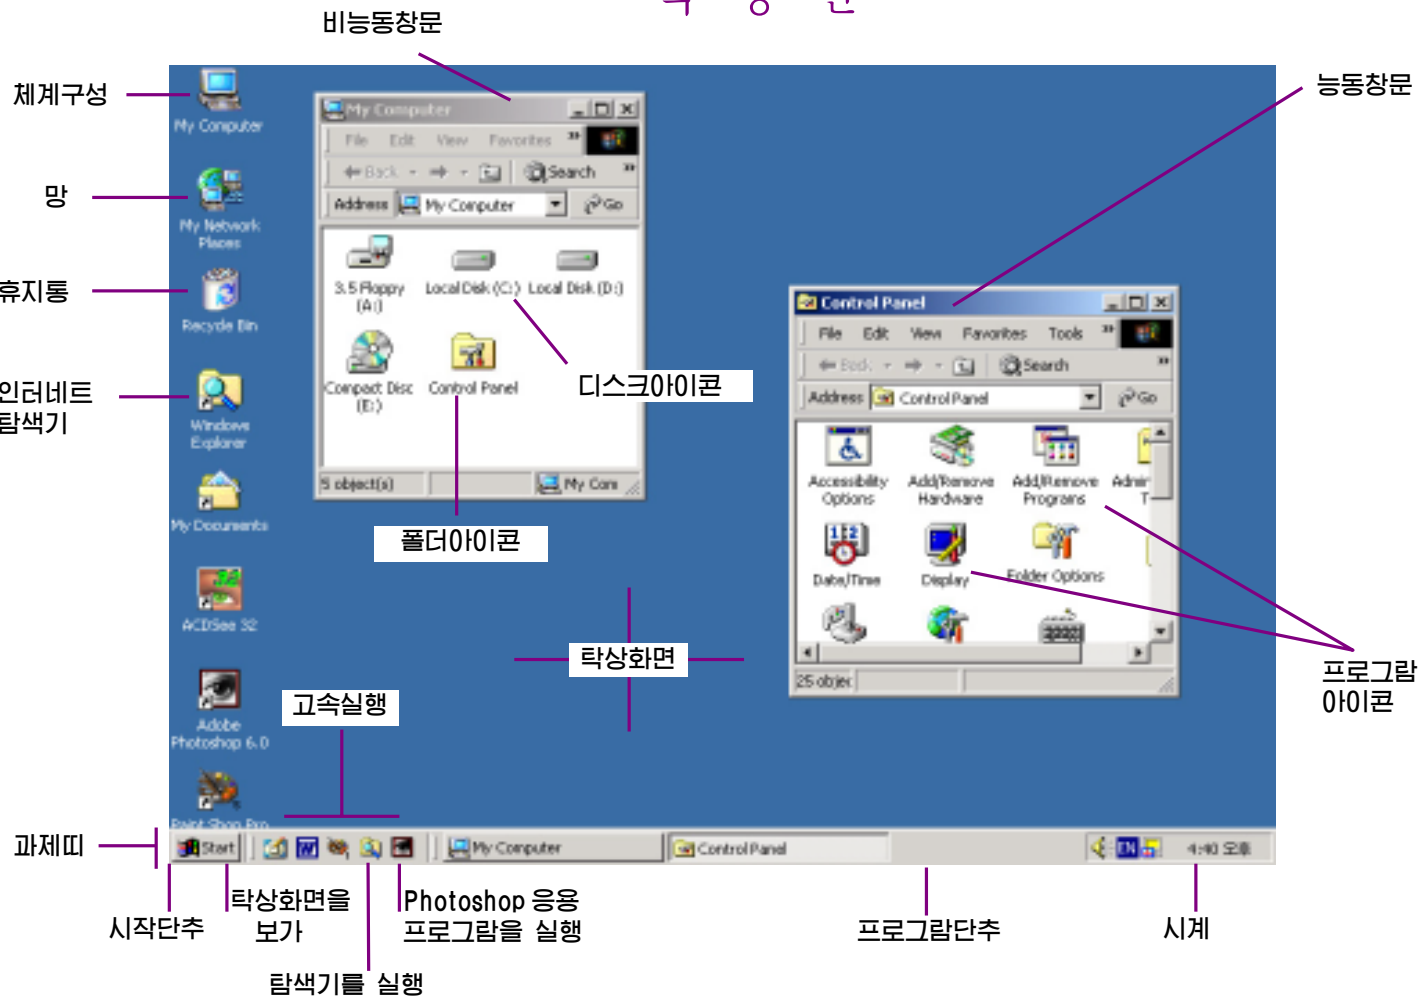 비능동창문
능동창문
체계구성
My Computer
My Computer
File Edit View Favorites »
Back Search »
Address My Computer Go
망
My Network
Places
3.5 Floppy
(A:)
Local Disk (C:)
Local Disk (D:)
휴지통
Recycle Bin
Control Panel
File Edit View Favorites Tools »
Back Search »
Address Control Panel Go
Compact Disc
(E:)
Control Panel
디스크아이콘
인터네트
탐색기
Windows
Explorer
5 object(s) My Com
Accessibility
Options
Add/Remove
Hardware
Add/Remove
Programs
Admin
T
My Documents
폴더아이콘
Date/Time
Display
Folder Options
ACDSee 32
탁상화면
프로그람
아이콘
25 objec
고속실행
Adobe
Photoshop 6.0
Paint Shop Pro
과제띠
Start My Computer Control Panel EN 4:40 오후
시작단추
탁상화면을
보기
Photoshop 응용
프로그람을 실행
프로그람단추
시계
탐색기를 실행